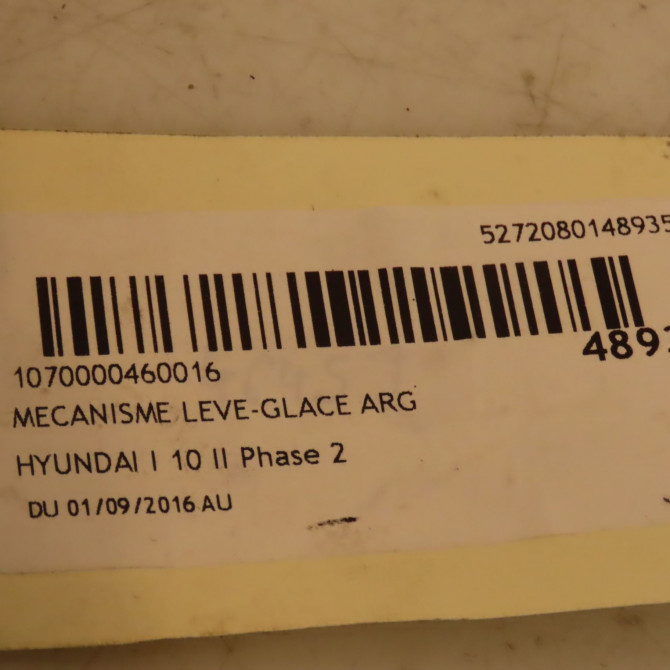 5272080148935
489
1070000460016
MECANISME LEVE-GLACE ARG
HYUNDAI I 10 II Phase 2
DU 01/09/2016 AU